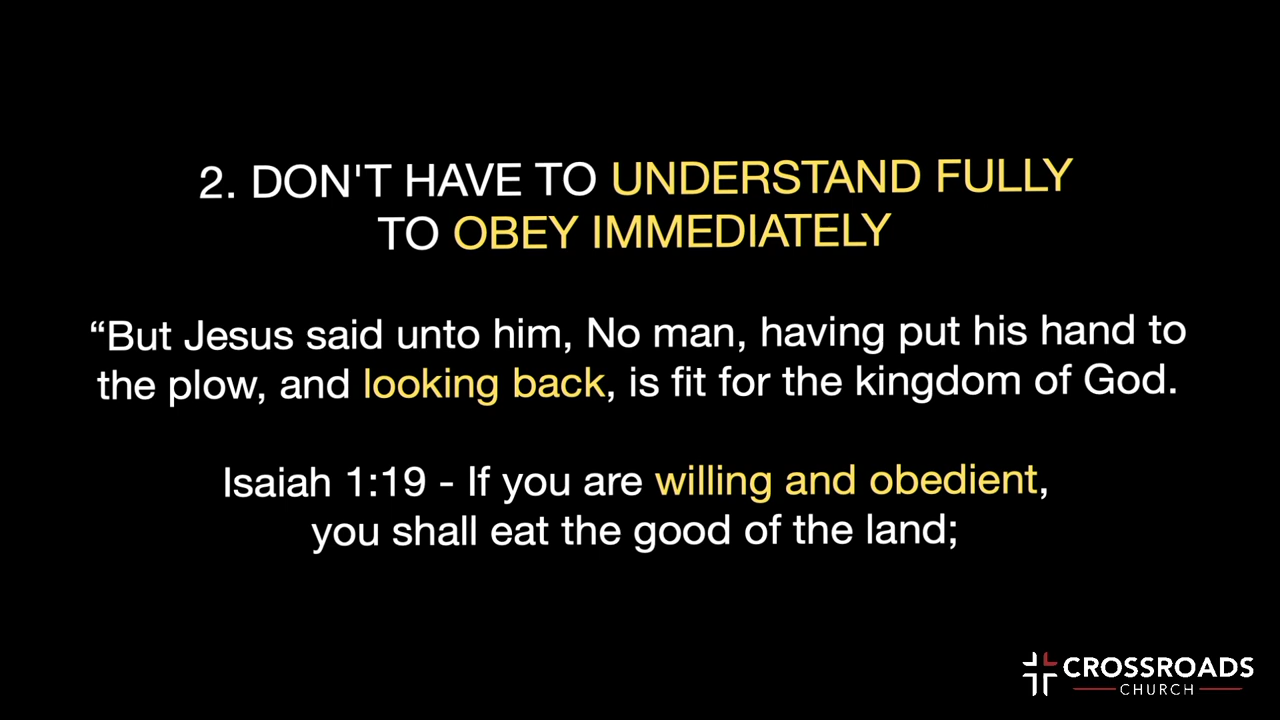 2. DON'T HAVE TO UNDERSTAND FULLY
TO OBEY IMMEDIATELY
“But Jesus said unto him, No man, having put his hand to
the plow, and looking back, is fit for the kingdom of God.
Isaiah 1:19 - If you are willing and obedient,
you shall eat the good of the land;
CROSSROADS
CHURCH